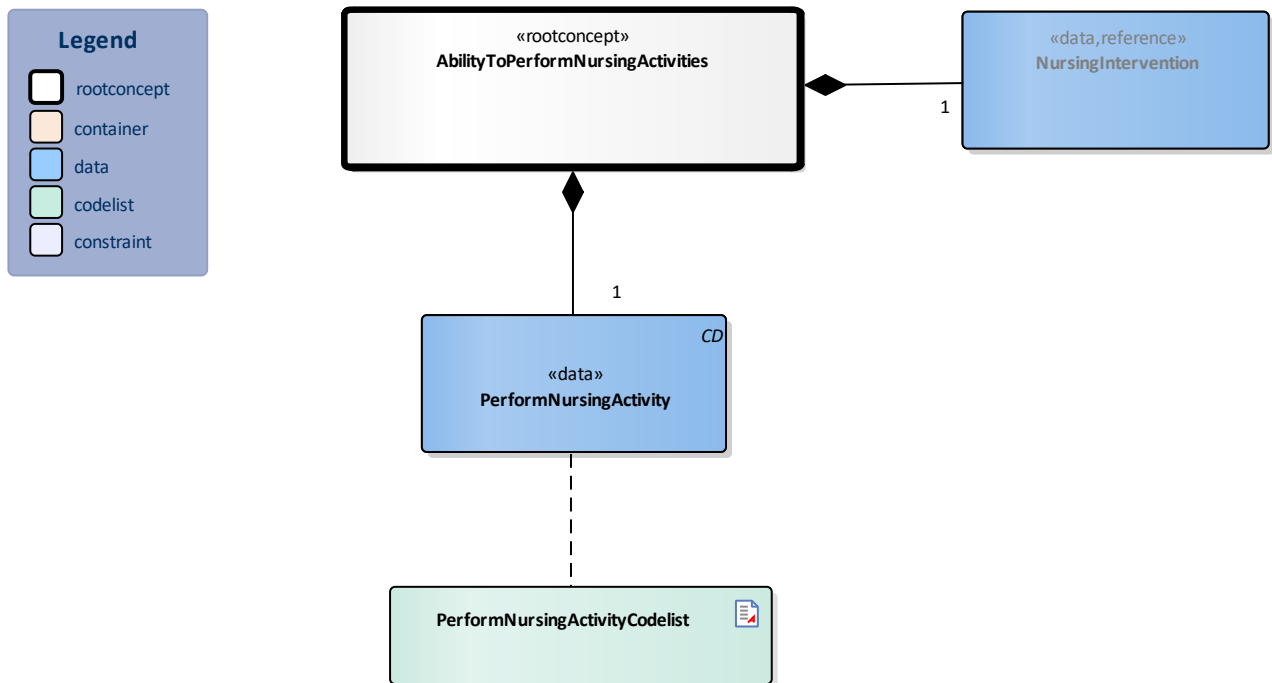 Legend
rootconcept
container
data
codelist
constraint
«rootconcept»
AbilityToPerformNursingActivities
«data,reference»
NursingIntervention
1
1
CD
«data»
PerformNursingActivity
PerformNursingActivityCodelist